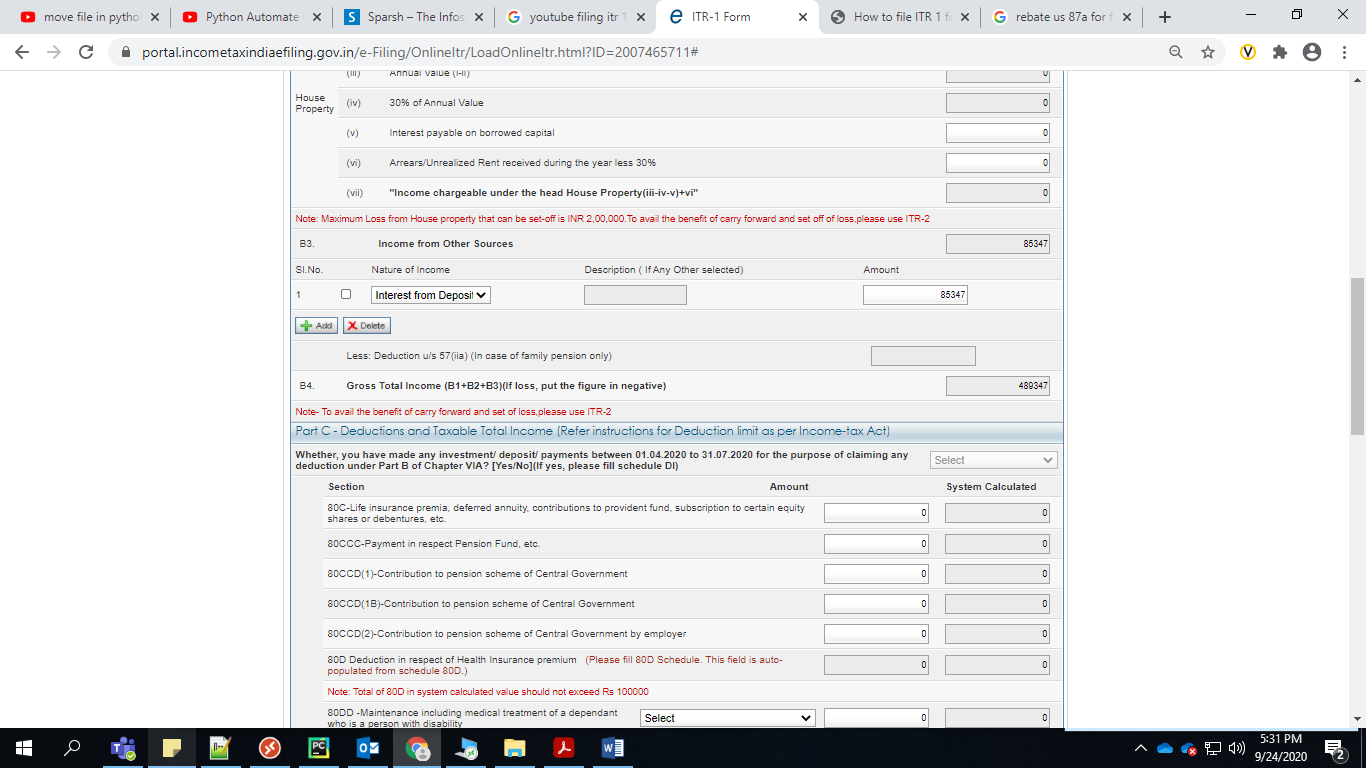 move file in pytho
Python Automate
Sparsh – The Infos
youtube filing itr 1
ITR-1 Form
How to file ITR 1 f
rebate us 87a for f
portal.incometaxindiaefiling.gov.in/e-Filing/OnlineItr/LoadOnlineItr.html?ID=2007465711#
(iii) Annual Value (i-ii) 0
House Property
(iv) 30% of Annual Value 0
(v) Interest payable on borrowed capital 0
(vi) Arrears/Unrealized Rent received during the year less 30% 0
(vii) "Income chargeable under the head House Property(iii-iv-v)+vi" 0
Note: Maximum Loss from House property that can be set-off is INR 2,00,000.To avail the benefit of carry forward and set off of loss,please use ITR-2
B3. Income from Other Sources 85347
Sl.No. Nature of Income Description ( If Any Other selected) Amount
1 Interest from Deposit 85347
Add Delete
Less: Deduction u/s 57(iia) (In case of family pension only)
B4. Gross Total Income (B1+B2+B3)(If loss, put the figure in negative) 489347
Note- To avail the benefit of carry forward and set of loss,please use ITR-2
Part C - Deductions and Taxable Total Income (Refer instructions for Deduction limit as per Income-tax Act)
Whether, you have made any investment/ deposit/ payments between 01.04.2020 to 31.07.2020 for the purpose of claiming any
deduction under Part B of Chapter VIA? [Yes/No](If yes, please fill schedule DI) Select
Section Amount System Calculated
80C-Life insurance premia, deferred annuity, contributions to provident fund, subscription to certain equity
shares or debentures, etc. 0 0
80CCC-Payment in respect Pension Fund, etc. 0 0
80CCD(1)-Contribution to pension scheme of Central Government 0 0
80CCD(1B)-Contribution to pension scheme of Central Government 0 0
80CCD(2)-Contribution to pension scheme of Central Government by employer 0 0
80D Deduction in respect of Health Insurance premium (Please fill 80D Schedule. This field is auto-
populated from schedule 80D.) 0 0
Note: Total of 80D in system calculated value should not exceed Rs 100000
80DD -Maintenance including medical treatment of a dependant
who is a person with disability Select 0 0
5:31 PM
9/24/2020
2